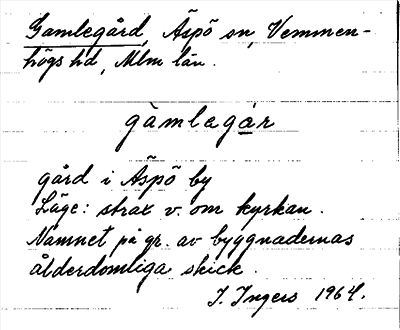 Gamlegård, Äspö sn, Vemmen-
högs hd, Mlm län.
gàmlegár
gård i Äspö by
Läge: strax v. om kyrkan.
Namnet på gr. av byggnadernas
ålderdomliga skick.
I. Ingers 1964.